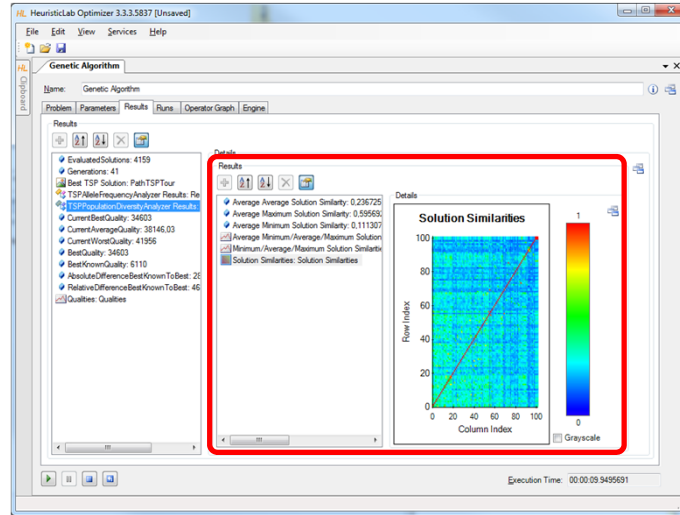 HL HeuristicLab Optimizer 3.3.3.5837 [Unsaved]
File Edit View Services Help
HL Clipboard
Genetic Algorithm
Name: Genetic Algorithm
Problem Parameters Results Runs Operator Graph Engine
Results
EvaluatedSolutions: 4159
Generations: 41
Best TSP Solution: PathTSPTour
TSPAlleleFrequencyAnalyzer Results: Re
TSPPopulationDiversityAnalyzer Results
CurrentBestQuality: 34603
CurrentAverageQuality: 38146,03
CurrentWorstQuality: 41956
BestQuality: 34603
BestKnownQuality: 6110
AbsoluteDifferenceBestKnownToBest: 28
RelativeDifferenceBestKnownToBest: 46
Qualities: Qualities
Details
Results
Average Average Solution Similarity: 0,236725
Average Maximum Solution Similarity: 0,59569
Average Minimum Solution Similarity: 0,111307
Average Minimum/Average/Maximum Solution
Minimum/Average/Maximum Solution Similaritie
Solution Similarities: Solution Similarities
Details
Solution Similarities
100
80
60
40
20
0
Row Index
0 20 40 60 80 100
Column Index
1
0
Grayscale
Execution Time: 00:00:09.9495691